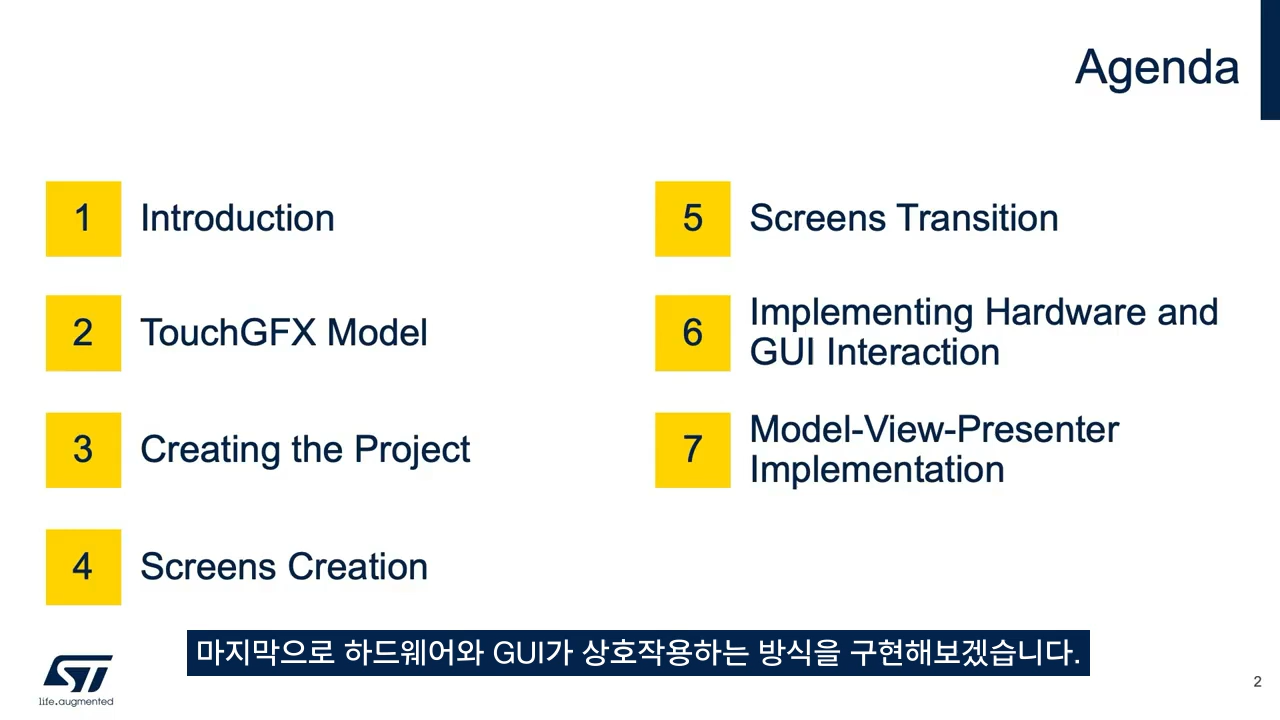 Agenda
1
Introduction
2
TouchGFX Model
3
Creating the Project
4
Screens Creation
5
Screens Transition
6
Implementing Hardware and
GUI Interaction
7
Model-View-Presenter
Implementation
마지막으로 하드웨어와 GUI가 상호작용하는 방식을 구현해보겠습니다.
ST
life.augmented
2